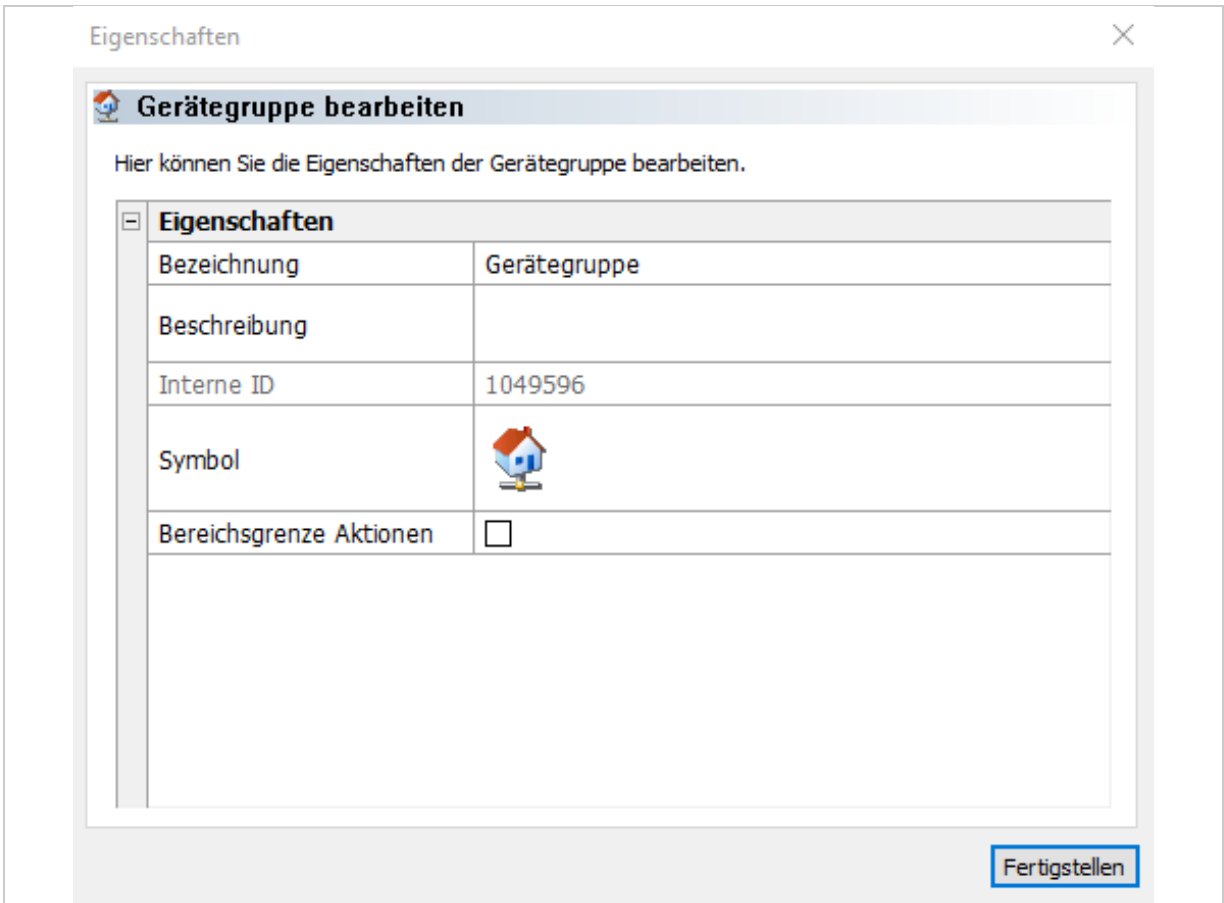 Eigenschaften
Gerätegruppe bearbeiten
Hier können Sie die Eigenschaften der Gerätegruppe bearbeiten.
Eigenschaften
Bezeichnung Gerätegruppe
Beschreibung
Interne ID 1049596
Symbol
Bereichsgrenze Aktionen
Fertigstellen